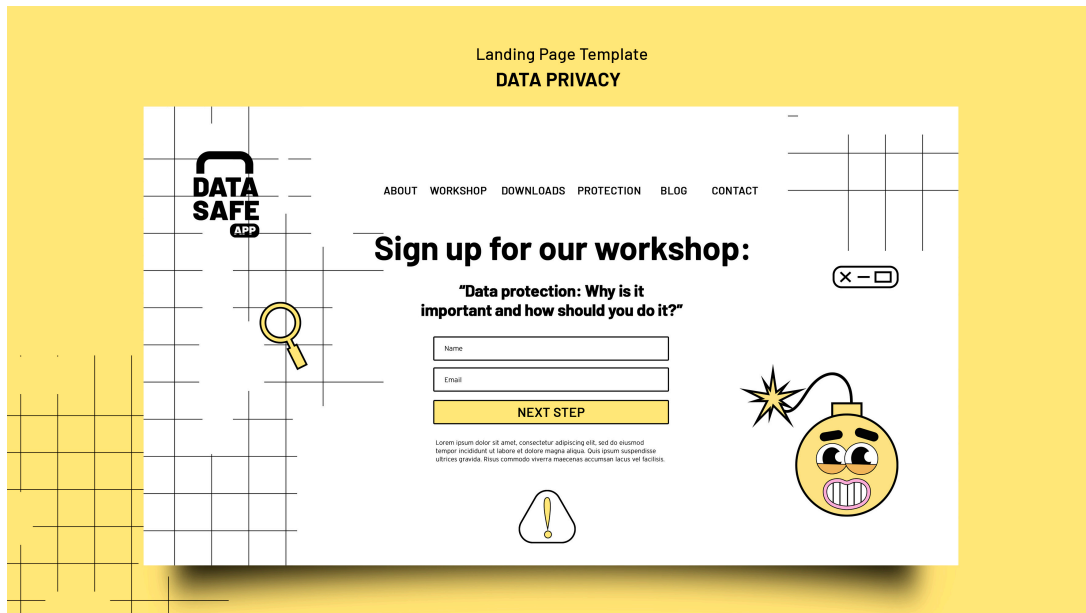 Landing Page Template
DATA PRIVACY
DATA
SAFE
APP
ABOUT WORKSHOP DOWNLOADS PROTECTION BLOG CONTACT
Sign up for our workshop:
“Data protection: Why is it
important and how should you do it?”
Name
Email
NEXT STEP
Lorem ipsum dolor sit amet, consectetur adipiscing elit, sed do eiusmod
tempor incididunt ut labore et dolore magna aliqua. Quis ipsum suspendisse
ultrices gravida. Risus commodo viverra maecenas accumsan lacus vel facilisis.